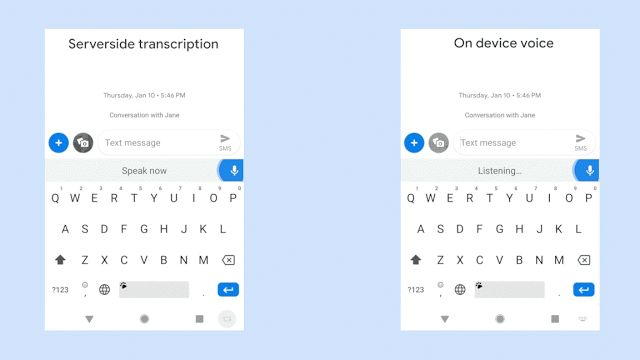 Serverside transcription
Thursday, Jan 10 • 5:46 PM
Conversation with Jane
Text message
SMS
Speak now
1 2 3 4 5 6 7 8 9 0
Q W E R T Y U I O P
A S D F G H J K L
Z X C V B N M
?123 , .
On device voice
Thursday, Jan 10 • 5:46 PM
Conversation with Jane
Text message
SMS
Listening...
1 2 3 4 5 6 7 8 9 0
Q W E R T Y U I O P
A S D F G H J K L
Z X C V B N M
?123 , .